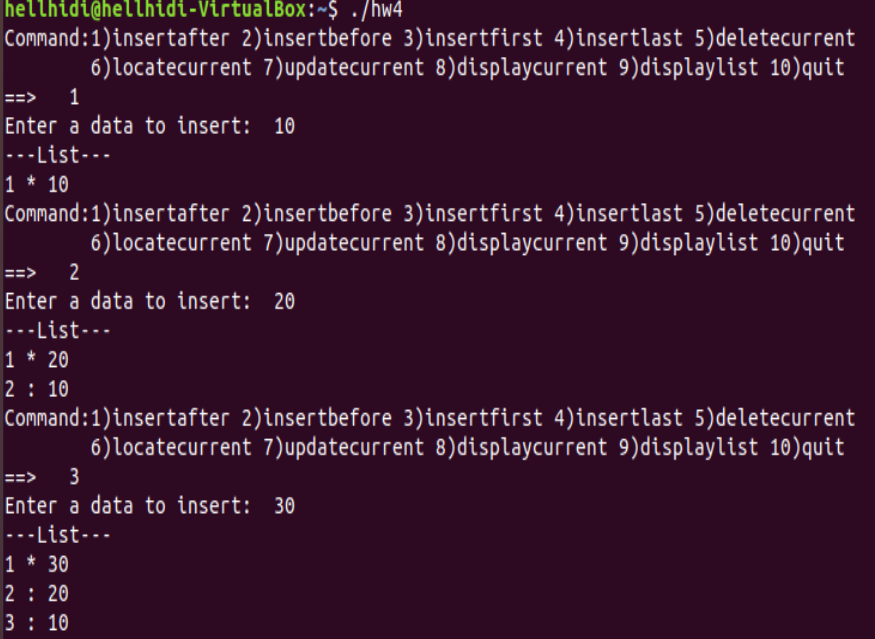 hellhidi@hellhidi-VirtualBox:~$ ./hw4
Command:1)insertafter 2)insertbefore 3)insertfirst 4)insertlast 5)deletecurrent
        6)locatecurrent 7)updatecurrent 8)displaycurrent 9)displaylist 10)quit
==>   1
Enter a data to insert:  10
---List---
1 * 10
Command:1)insertafter 2)insertbefore 3)insertfirst 4)insertlast 5)deletecurrent
        6)locatecurrent 7)updatecurrent 8)displaycurrent 9)displaylist 10)quit
==>   2
Enter a data to insert:  20
---List---
1 * 20
2 : 10
Command:1)insertafter 2)insertbefore 3)insertfirst 4)insertlast 5)deletecurrent
        6)locatecurrent 7)updatecurrent 8)displaycurrent 9)displaylist 10)quit
==>   3
Enter a data to insert:  30
---List---
1 * 30
2 : 20
3 : 10